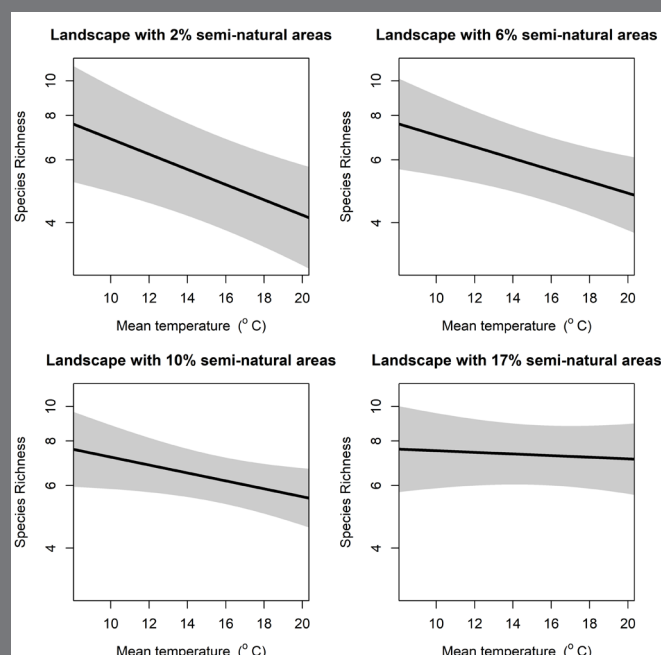 Landscape with 2% semi-natural areas
Species Richness
10
8
6
4
10 12 14 16 18 20
Mean temperature (° C)
Landscape with 6% semi-natural areas
Species Richness
10
8
6
4
10 12 14 16 18 20
Mean temperature (° C)
Landscape with 10% semi-natural areas
Species Richness
10
8
6
4
10 12 14 16 18 20
Mean temperature (° C)
Landscape with 17% semi-natural areas
Species Richness
10
8
6
4
10 12 14 16 18 20
Mean temperature (° C)